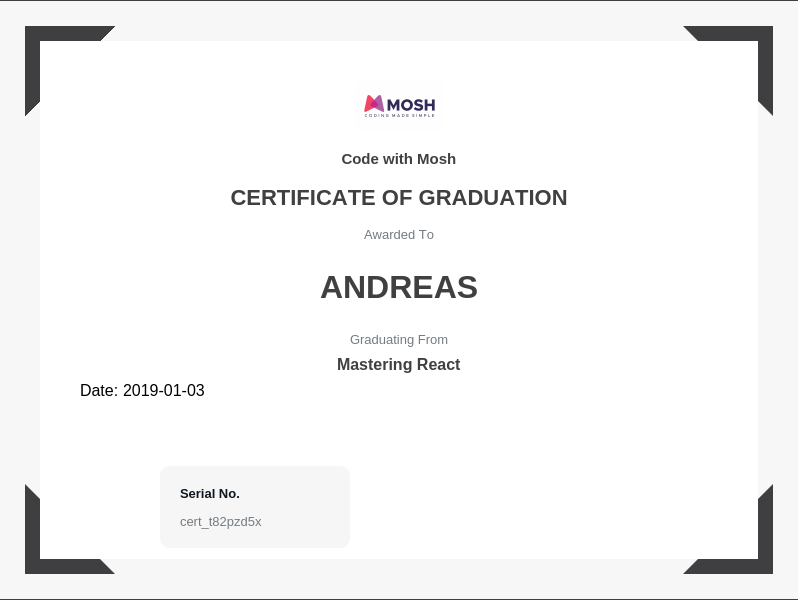 MOSH
CODING MADE SIMPLE
Code with Mosh
CERTIFICATE OF GRADUATION
Awarded To
ANDREAS
Graduating From
Mastering React
Date: 2019-01-03
Serial No.
cert_t82pzd5x